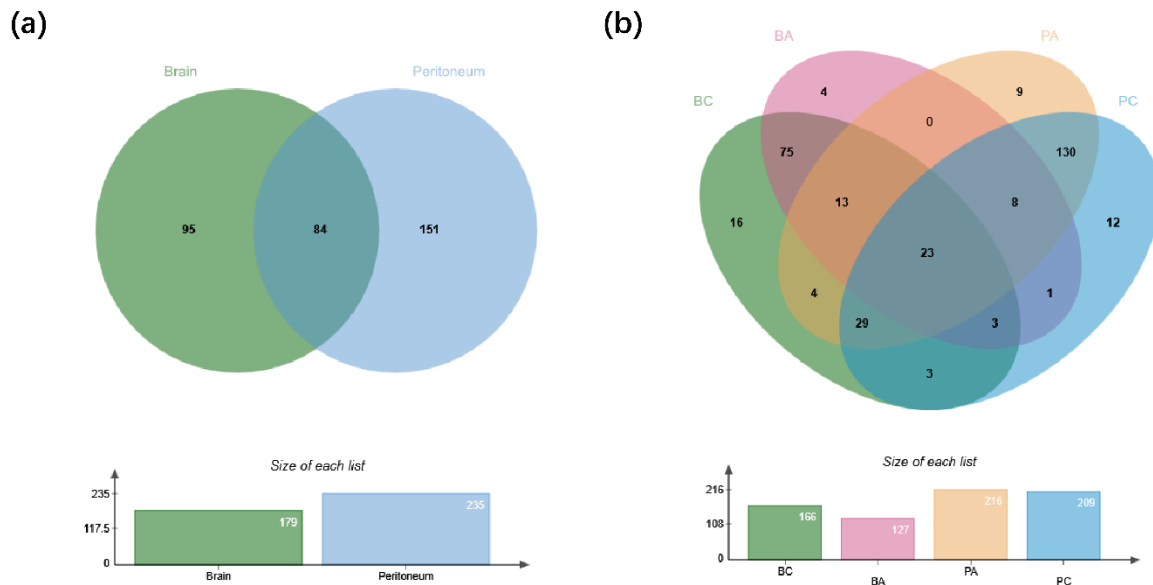 (a)
Brain
Peritoneum
95
84
151
Size of each list
235
117.5
0
179
235
Brain
Peritoneum
(b)
BA
PA
BC
PC
4
9
0
75
130
13
8
16
12
23
4
1
29
3
3
Size of each list
216
108
0
166
127
216
209
BC
BA
PA
PC